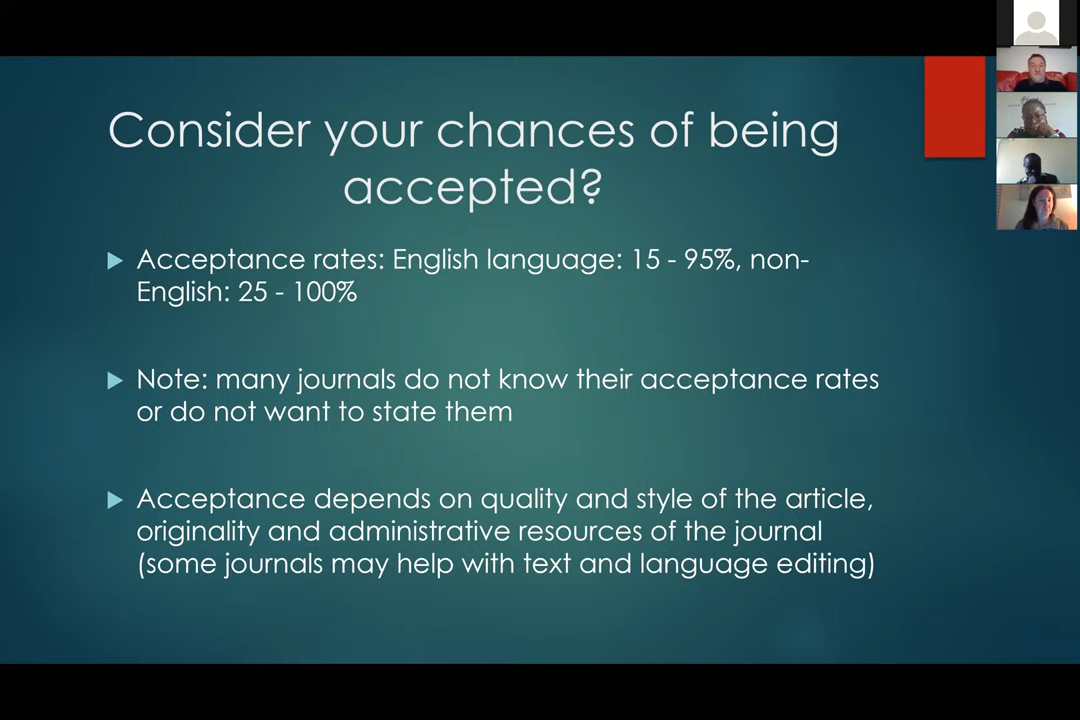 Consider your chances of being
accepted?
Acceptance rates: English language: 15 - 95%, non-
English: 25 - 100%
Note: many journals do not know their acceptance rates
or do not want to state them
Acceptance depends on quality and style of the article,
originality and administrative resources of the journal
(some journals may help with text and language editing)